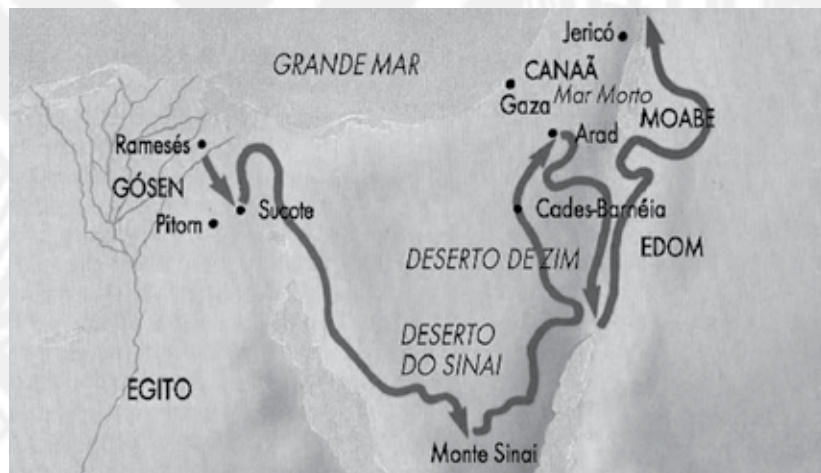 Jericó
GRANDE MAR
CANAÃ
Gaza
Mar Morto
MOABE
Arad
Ramesés
GÓSEN
Sucote
Pitom
Cades-Barnéia
DESERTO DE ZIM
EDOM
DESERTO
DO SINAI
EGITO
Monte Sinai